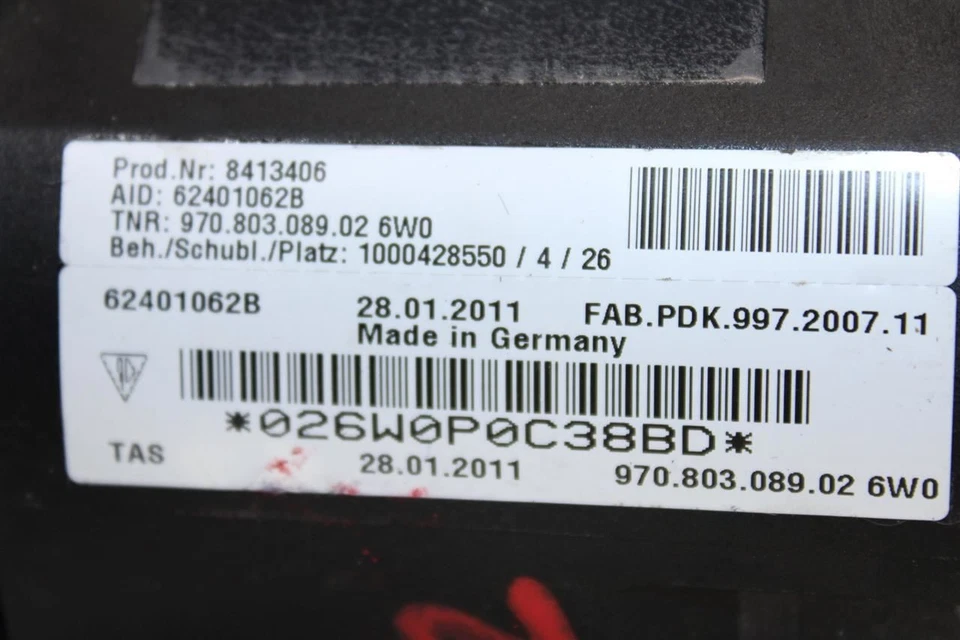 Prod.Nr: 8413406
AID: 62401062B
TNR: 970.803.089.02 6W0
Beh./Schubl./Platz: 1000428550 / 4 / 26
62401062B 28.01.2011 FAB.PDK.997.2007.11
Made in Germany
*026W0P0C38BD*
TAS 28.01.2011 970.803.089.02 6W0